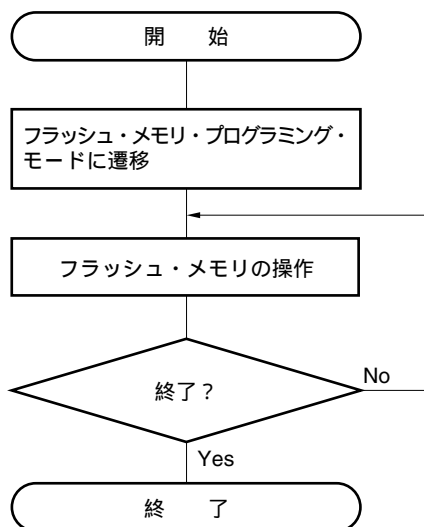 開　　始
フラッシュ・メモリ・プログラミング・
モードに遷移
フラッシュ・メモリの操作
終了？
No
Yes
終　　了